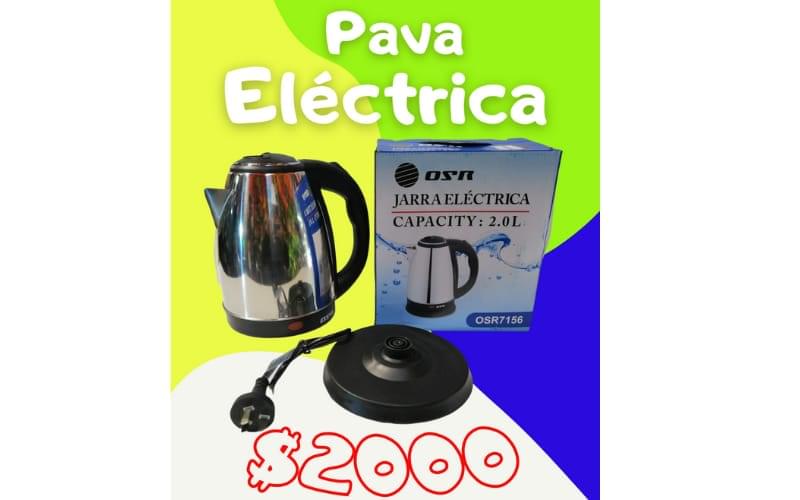 Pava
Eléctrica
OSR
JARRA ELÉCTRICA
CAPACITY: 2.0L
OSR7156
$2000